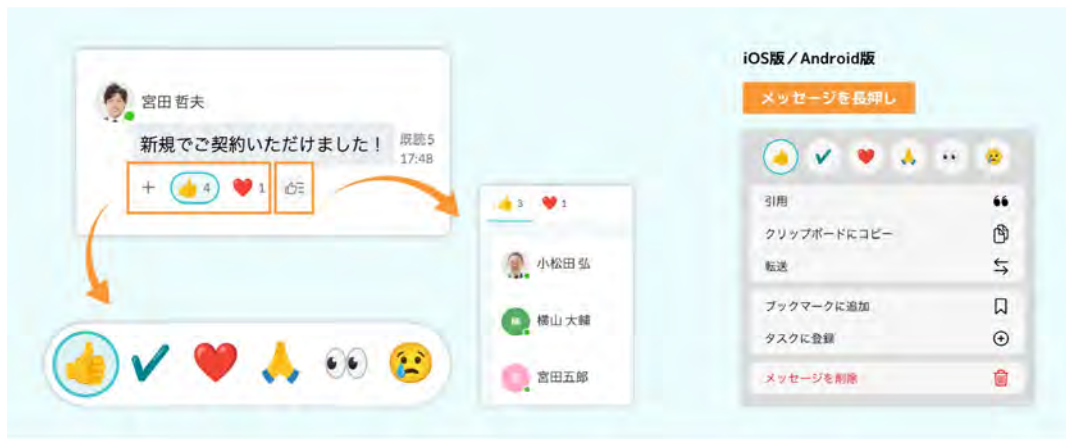 宮田 哲夫
新規でご契約いただけました！
既読5
17:48
+ 👍 4 ❤️ 1
👍 3 ❤️ 1
小松田 弘
横山 大輔
宮田五郎
iOS版／Android版
メッセージを長押し
引用
クリップボードにコピー
転送
ブックマークに追加
タスクに登録
メッセージを削除